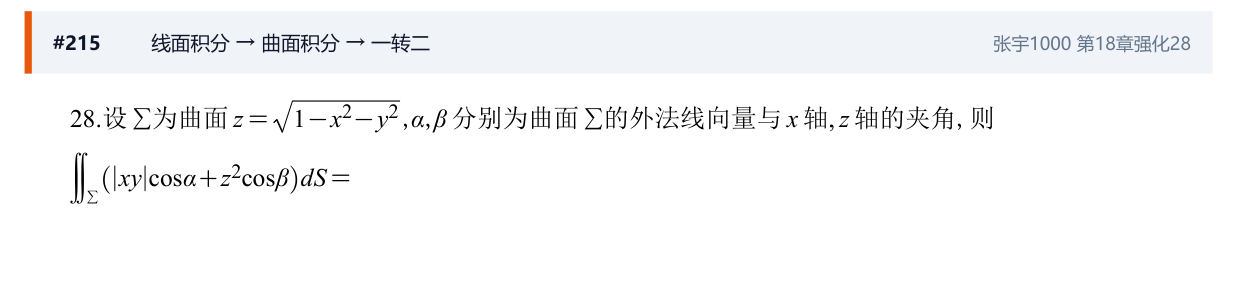 #215 线面积分 → 曲面积分 → 一转二 张宇1000 第18章强化28
28.设∑为曲面 z=√(1−x²−y²),α,β分别为曲面∑的外法线向量与x轴,z轴的夹角, 则
∬_∑(|xy|cosα+z²cosβ)dS=